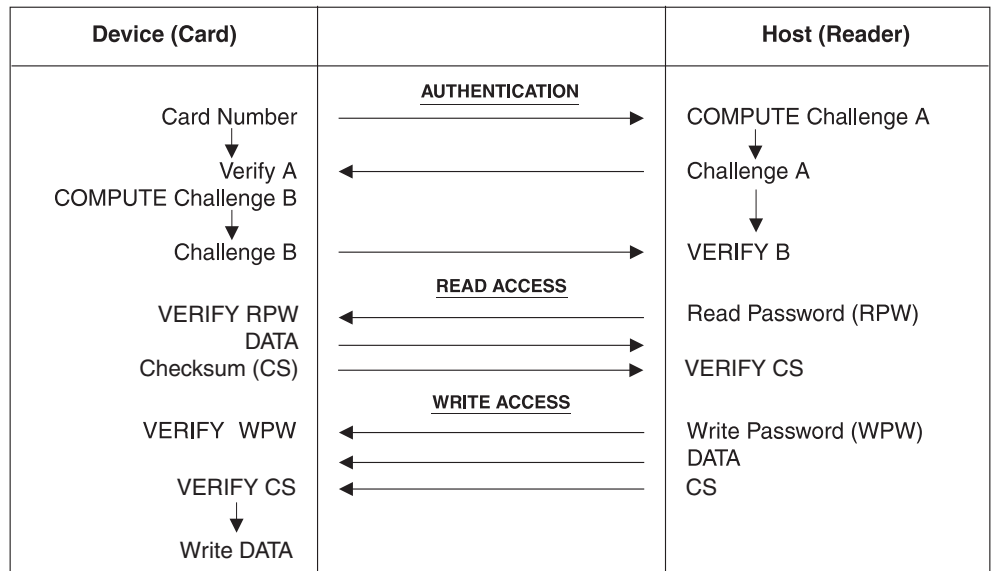 Device (Card) Host (Reader)
AUTHENTICATION
Card Number COMPUTE Challenge A
Verify A Challenge A
COMPUTE Challenge B
Challenge B VERIFY B
READ ACCESS
VERIFY RPW Read Password (RPW)
DATA
Checksum (CS) VERIFY CS
WRITE ACCESS
VERIFY WPW Write Password (WPW)
DATA
VERIFY CS CS
Write DATA